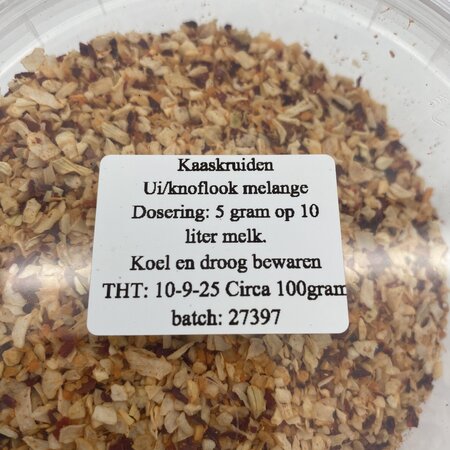 Kaaskruiden
Ui/knoflook melange
Dosering: 5 gram op 10
liter melk.
Koel en droog bewaren
THT: 10-9-25 Circa 100gram
batch: 27397